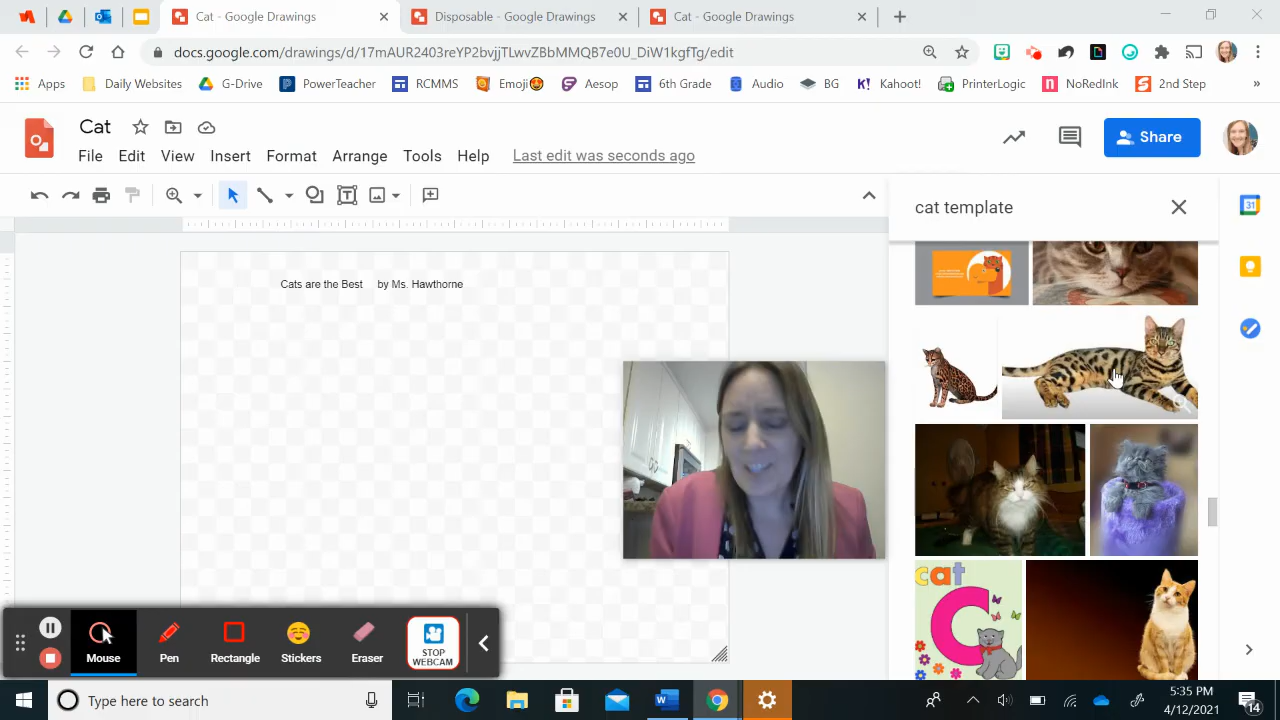 Cat - Google Drawings
Disposable - Google Drawings
Cat - Google Drawings
docs.google.com/drawings/d/17mAUR2403reYP2bvjjTLwvZBbMMQB7e0U_DiW1kgfTg/edit
Apps
Daily Websites
G-Drive
PowerTeacher
RCMMS
Emoji
Aesop
6th Grade
Audio
BG
Kahoot!
PrinterLogic
NoRedInk
2nd Step
»
Cat
File Edit View Insert Format Arrange Tools Help Last edit was seconds ago
Share
cat template
Cats are the Best by Ms. Hawthorne
cat
C
Mouse
Pen
Rectangle
Stickers
Eraser
STOP
WEBCAM
Type here to search
5:35 PM
4/12/2021
14
31